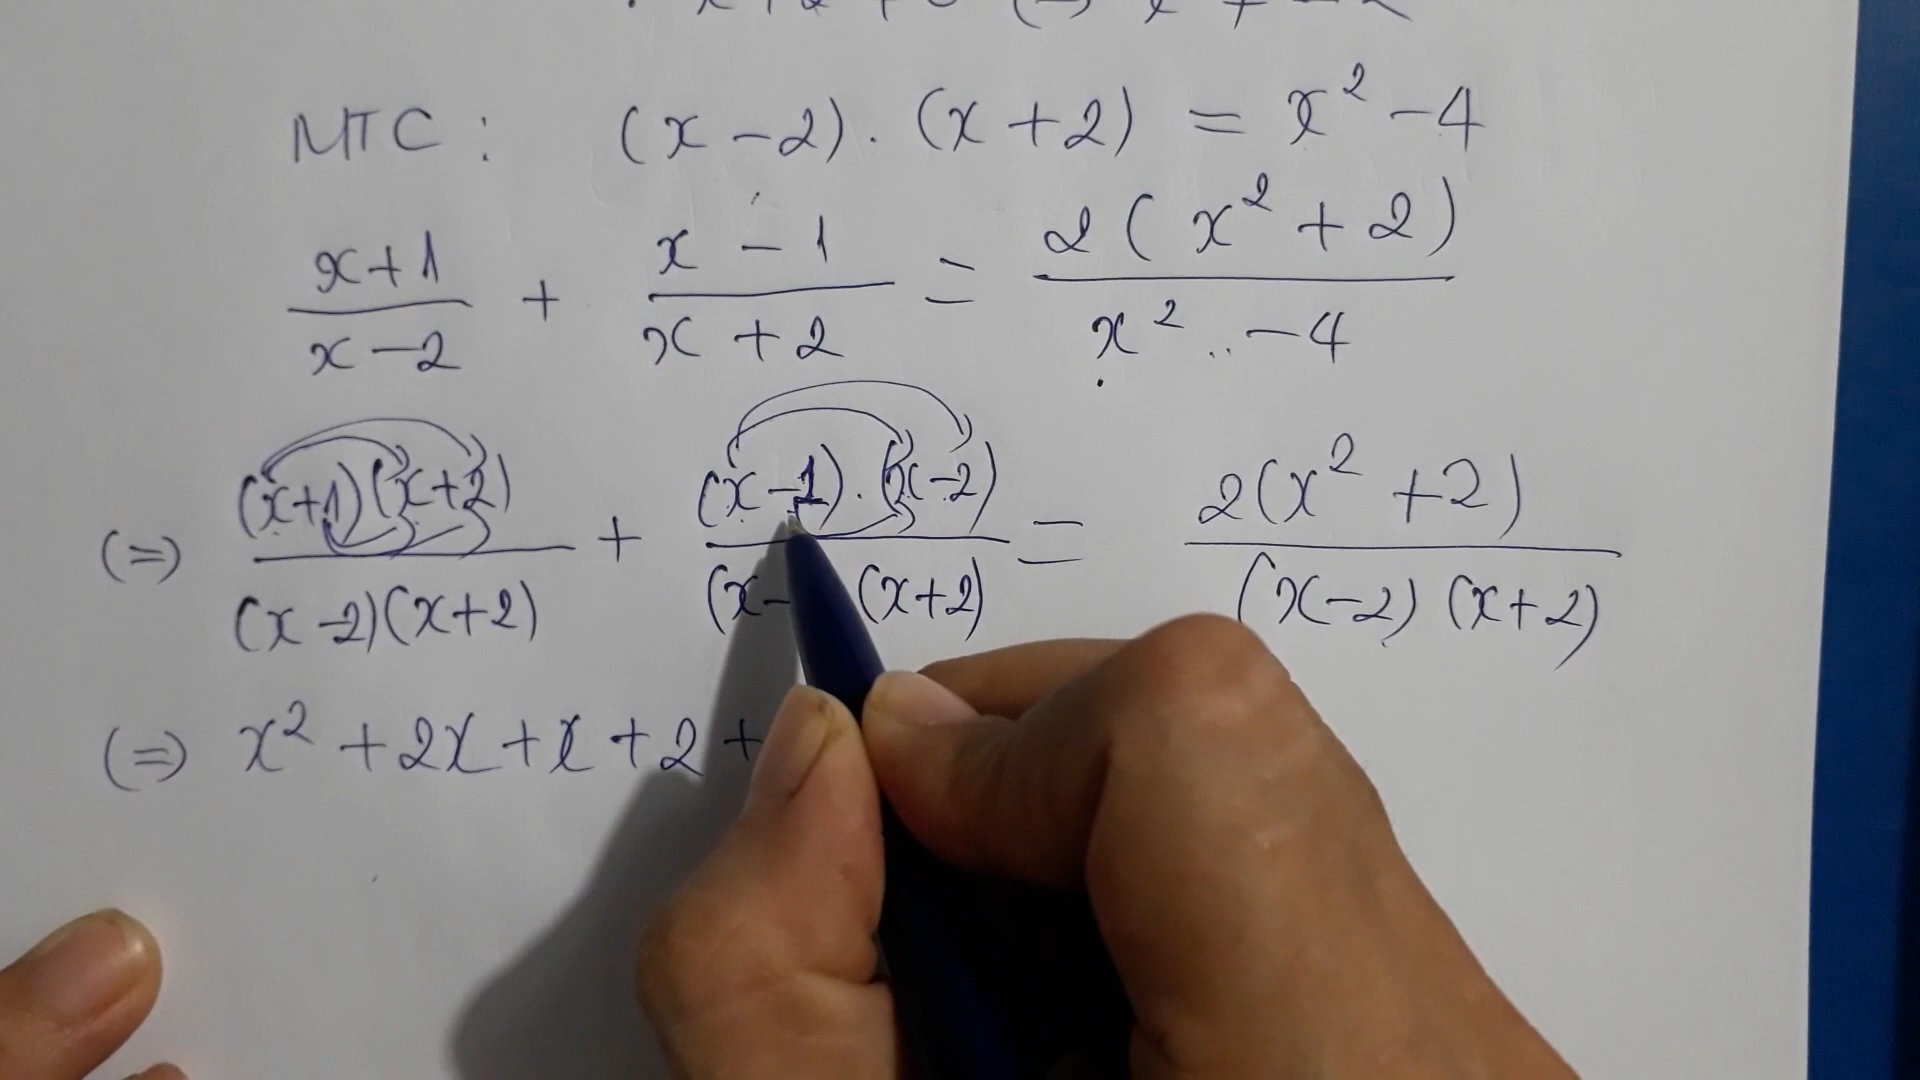 MTC : (x - 2) . (x + 2) = x² - 4
x+1 / x-2 + x - 1 / x + 2 = 2 ( x² + 2 ) / x² - 4
(=) (x+1)(x+2) / (x-2)(x+2) + (x-1) . (x-2) / (x- (x+2) = 2(x² + 2) / (x-2) (x+2)
(=) x² + 2x + x + 2 +